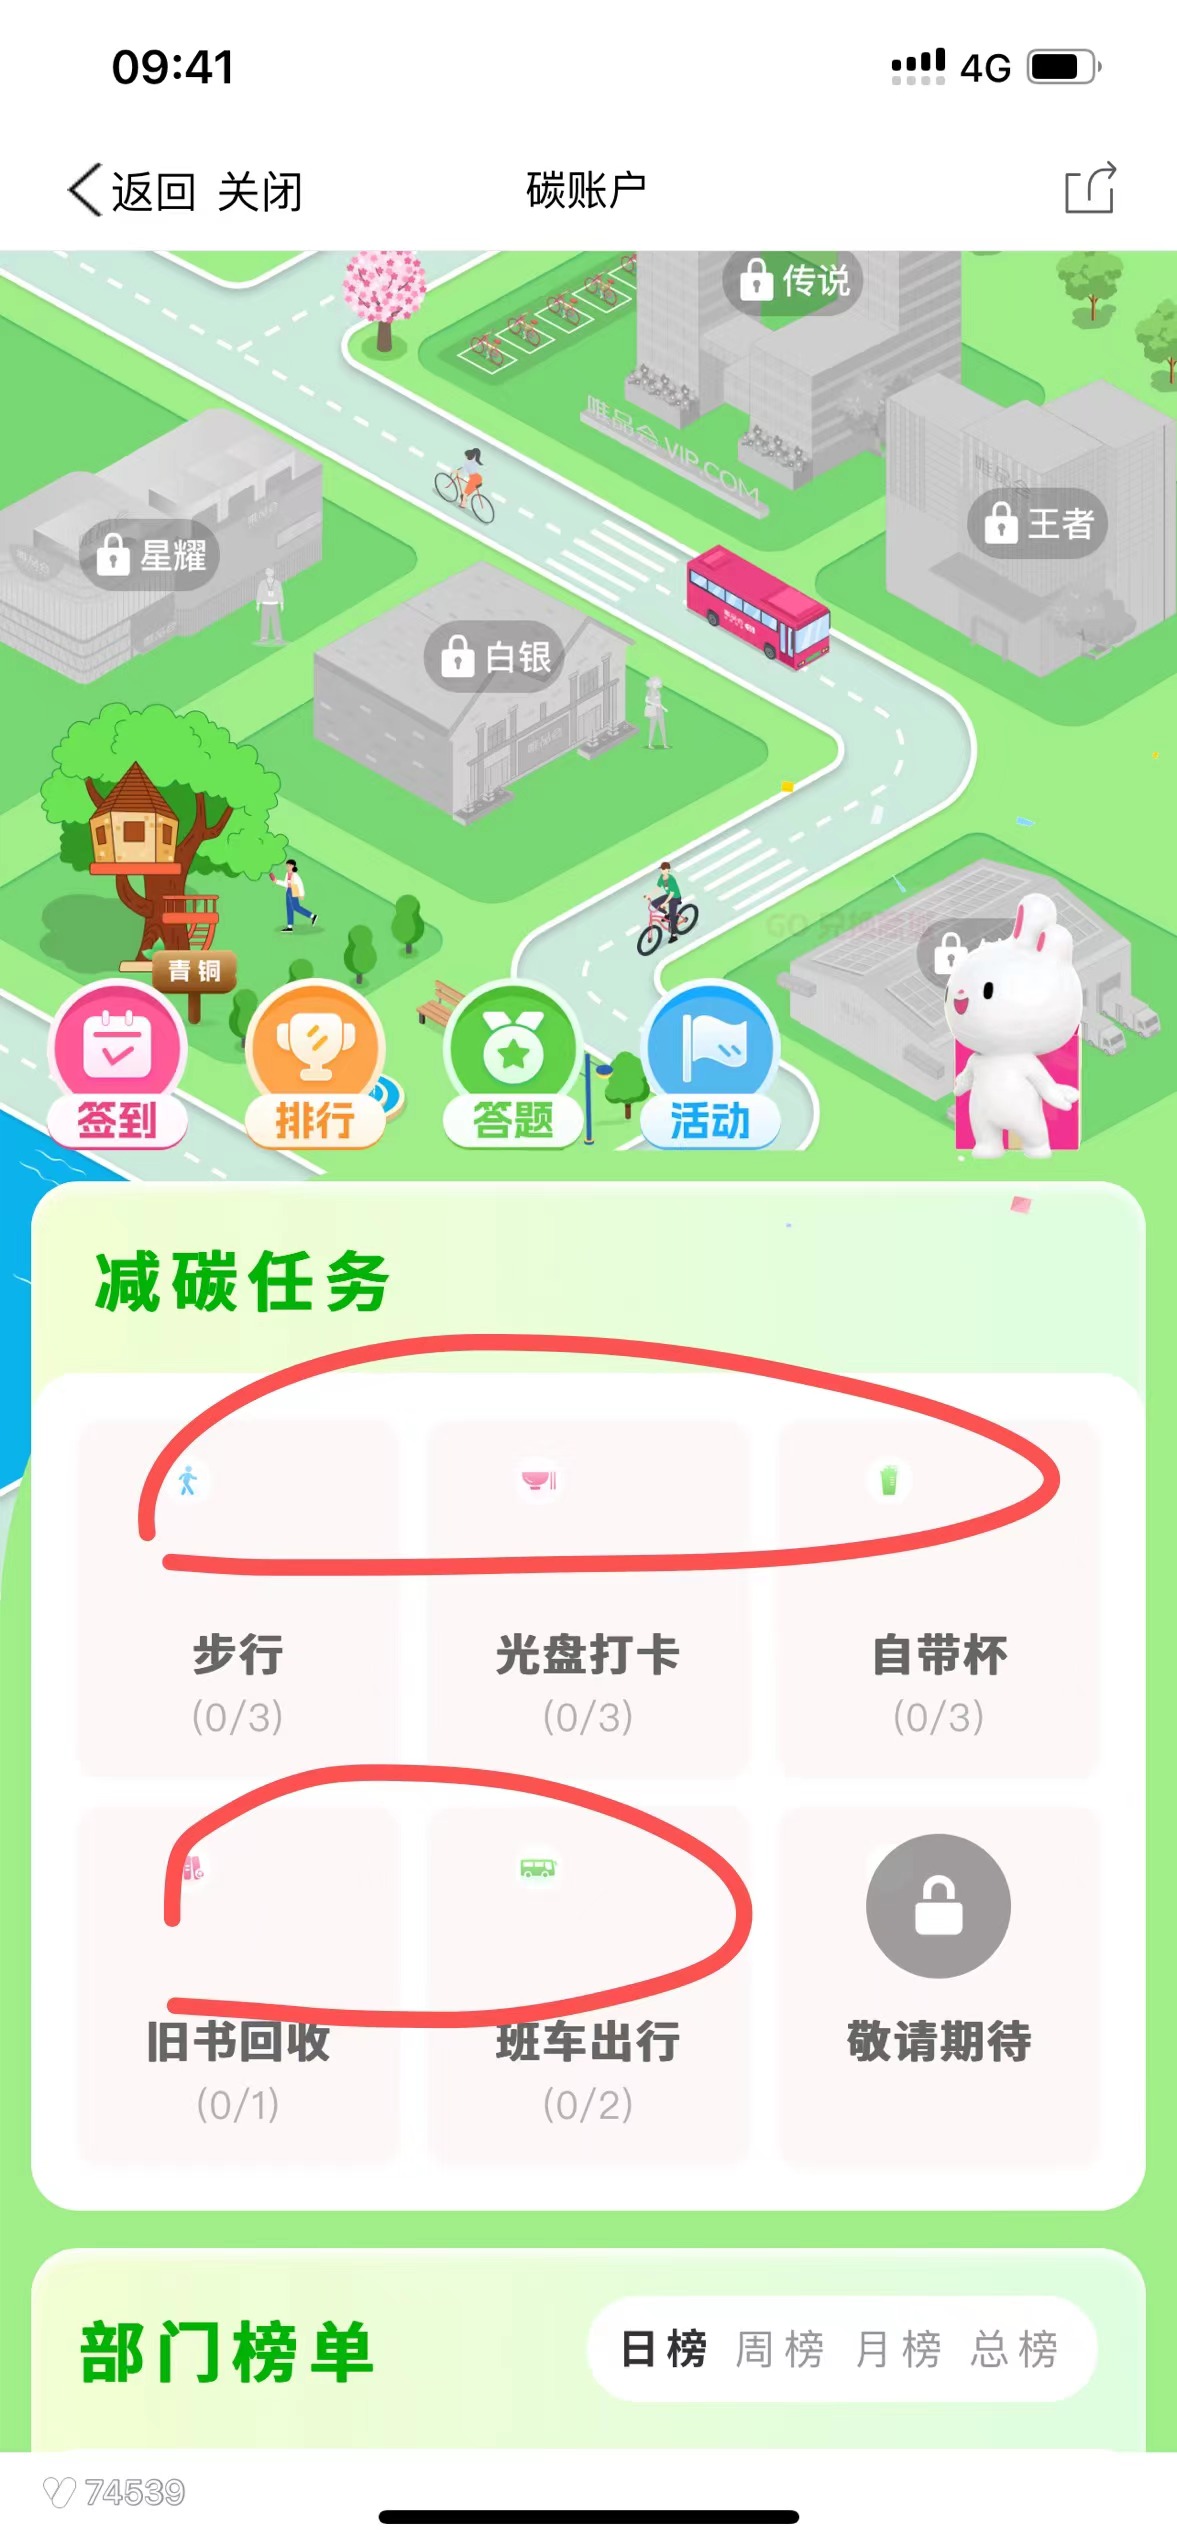 09:41 4G
返回 关闭 碳账户
传说
唯品会 VIP.COM
王者
星耀
白银
青铜
签到 排行 答题 活动
减碳任务
步行 光盘打卡 自带杯
(0/3) (0/3) (0/3)
旧书回收 班车出行 敬请期待
(0/1) (0/2)
部门榜单 日榜 周榜 月榜 总榜
74539